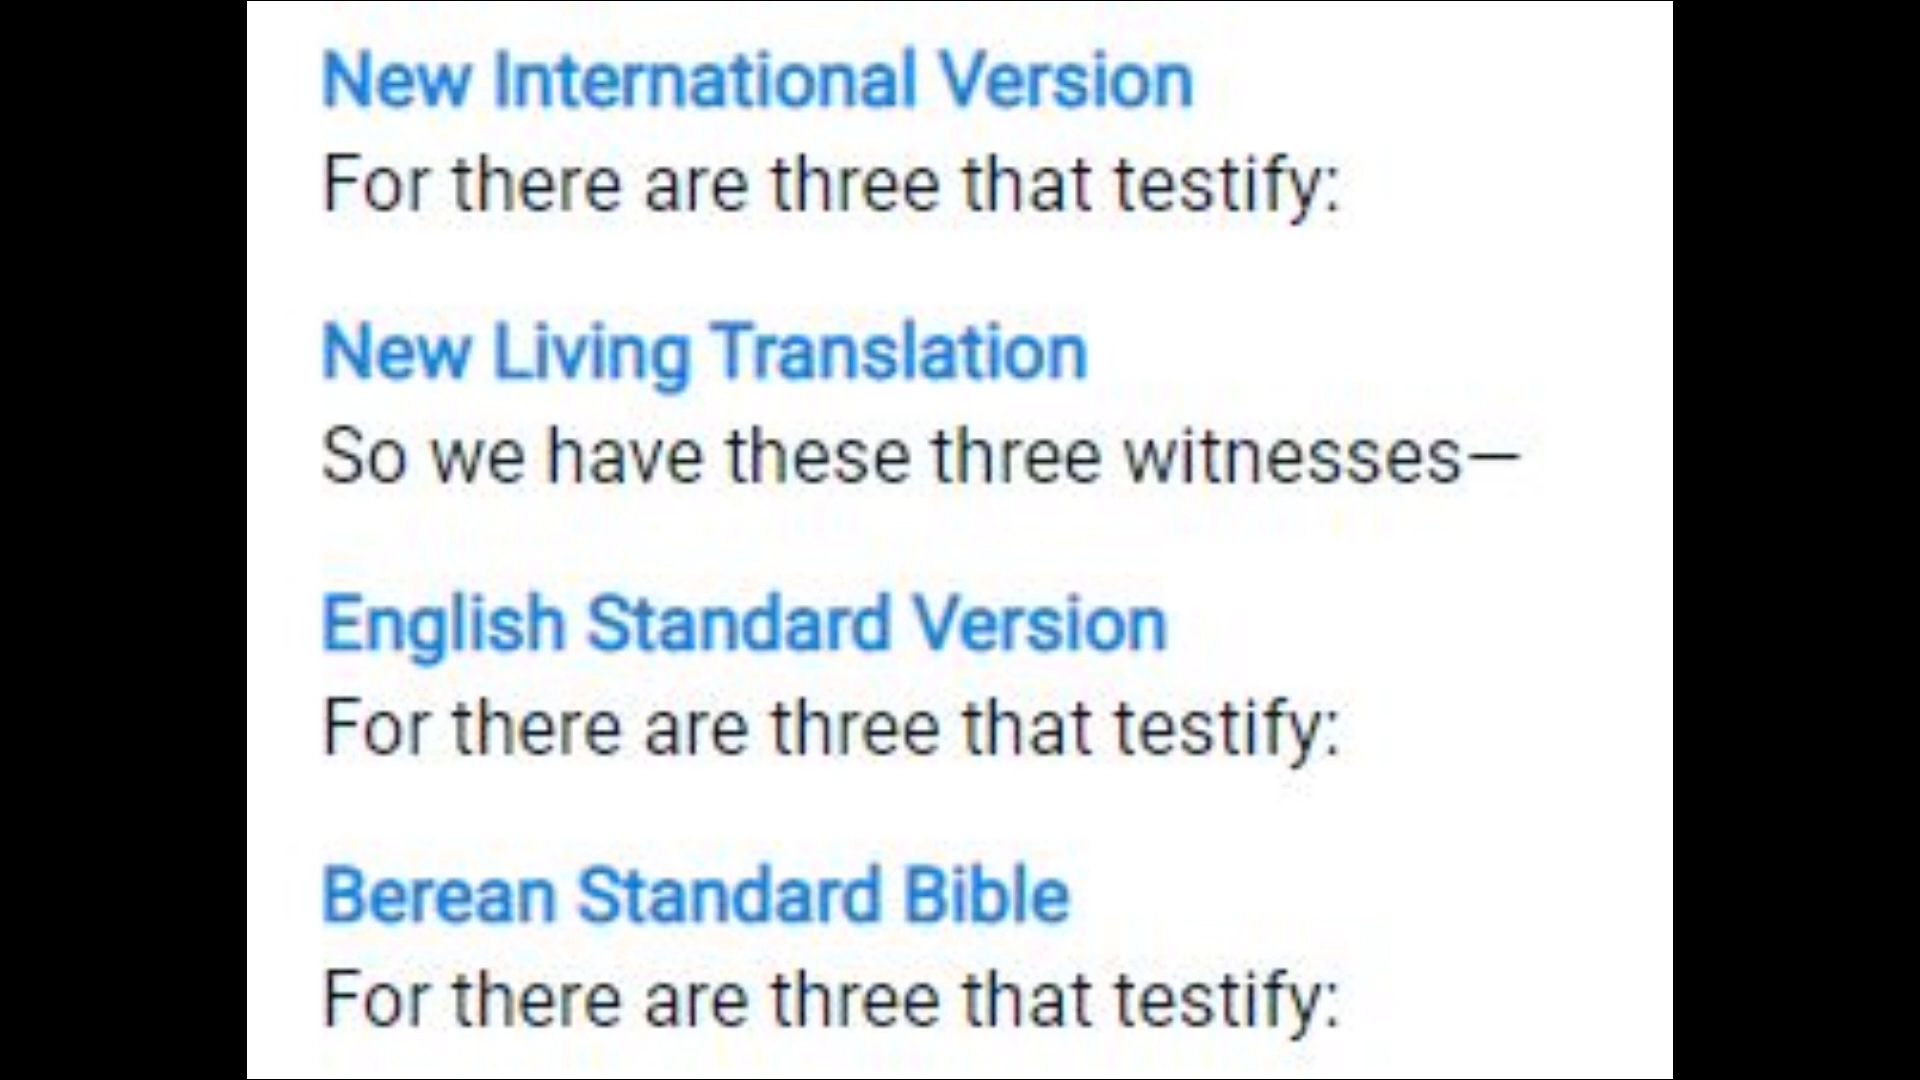 New International Version
For there are three that testify:
New Living Translation
So we have these three witnesses—
English Standard Version
For there are three that testify:
Berean Standard Bible
For there are three that testify: